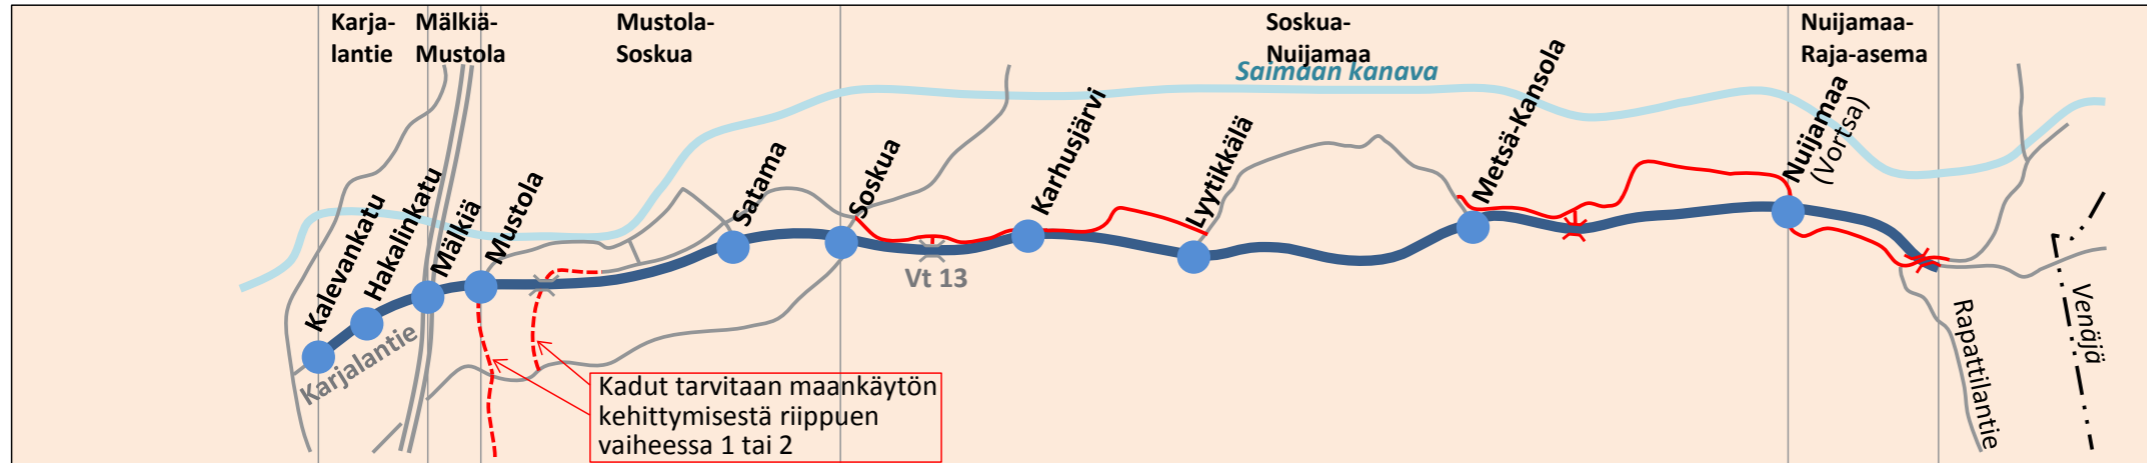 Karja-
lantie
Mälkiä-
Mustola
Mustola-
Soskua
Soskua-
Nuijamaa
Nuijamaa-
Raja-asema
Saimaan kanava
Kalevankatu
Hakalinkatu
Mälkiä
Mustola
Satama
Soskua
Karhusjärvi
Lyytikkälä
Metsä-Kansola
Nuijamaa
(Vortsa)
Karjalantie
Vt 13
Rapattilantie
Venäjä
Kadut tarvitaan maankäytön
kehittymisestä riippuen
vaiheessa 1 tai 2